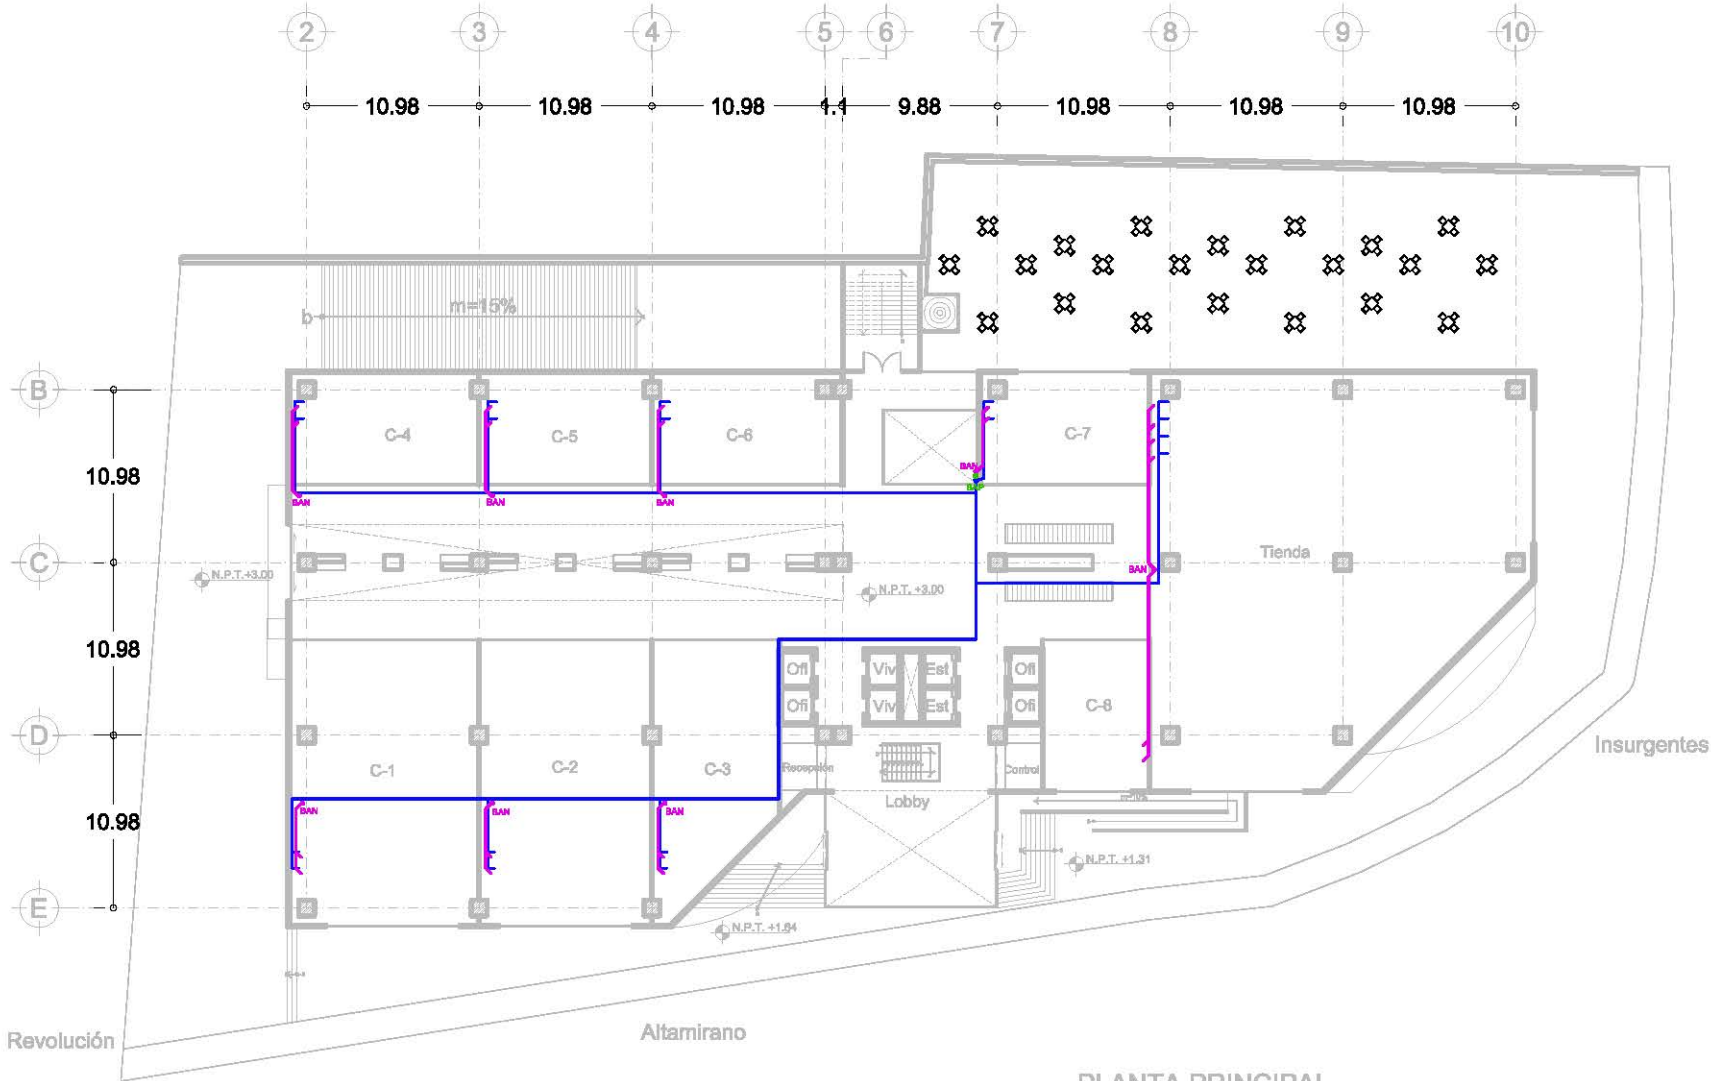 2 3 4 5 6 7 8 9 10
10.98 10.98 10.98 1.1 9.88 10.98 10.98 10.98
m=15%
b
B
C-4 C-5 C-6 C-7
10.98
BAN
BAN BAN BAN
C
Tienda
BAN
N.P.T.+3.00
N.P.T. +3.00
10.98
Ofi Viv Est Ofi
Ofi Viv Est Ofi
C-8
D
Insurgentes
C-1 C-2 C-3
Recepción
Control
Lobby
BAN BAN BAN
10.98
N.P.T. +1.31
E
N.P.T. +1.64
Altamirano
Revolución
PLANTA PRINCIPAL